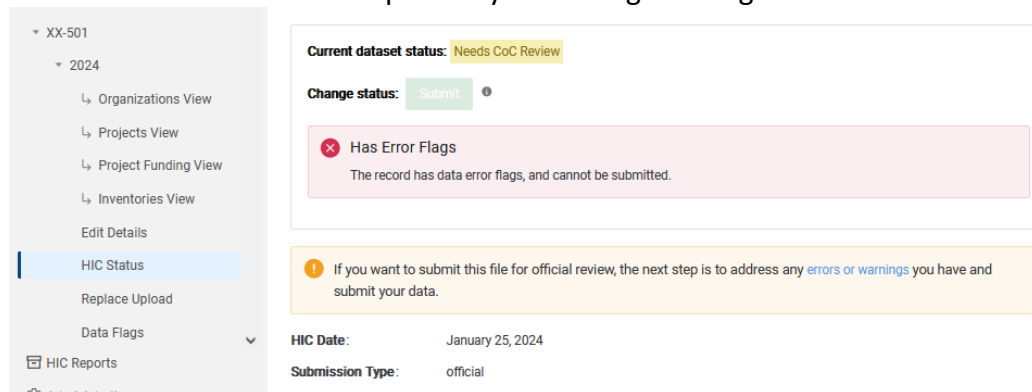 XX-501
2024
Organizations View
Projects View
Project Funding View
Inventories View
Edit Details
HIC Status
Replace Upload
Data Flags
HIC Reports
Current dataset status: Needs CoC Review
Change status: Submit
Has Error Flags
The record has data error flags, and cannot be submitted.
If you want to submit this file for official review, the next step is to address any errors or warnings you have and
submit your data.
HIC Date: January 25, 2024
Submission Type: official